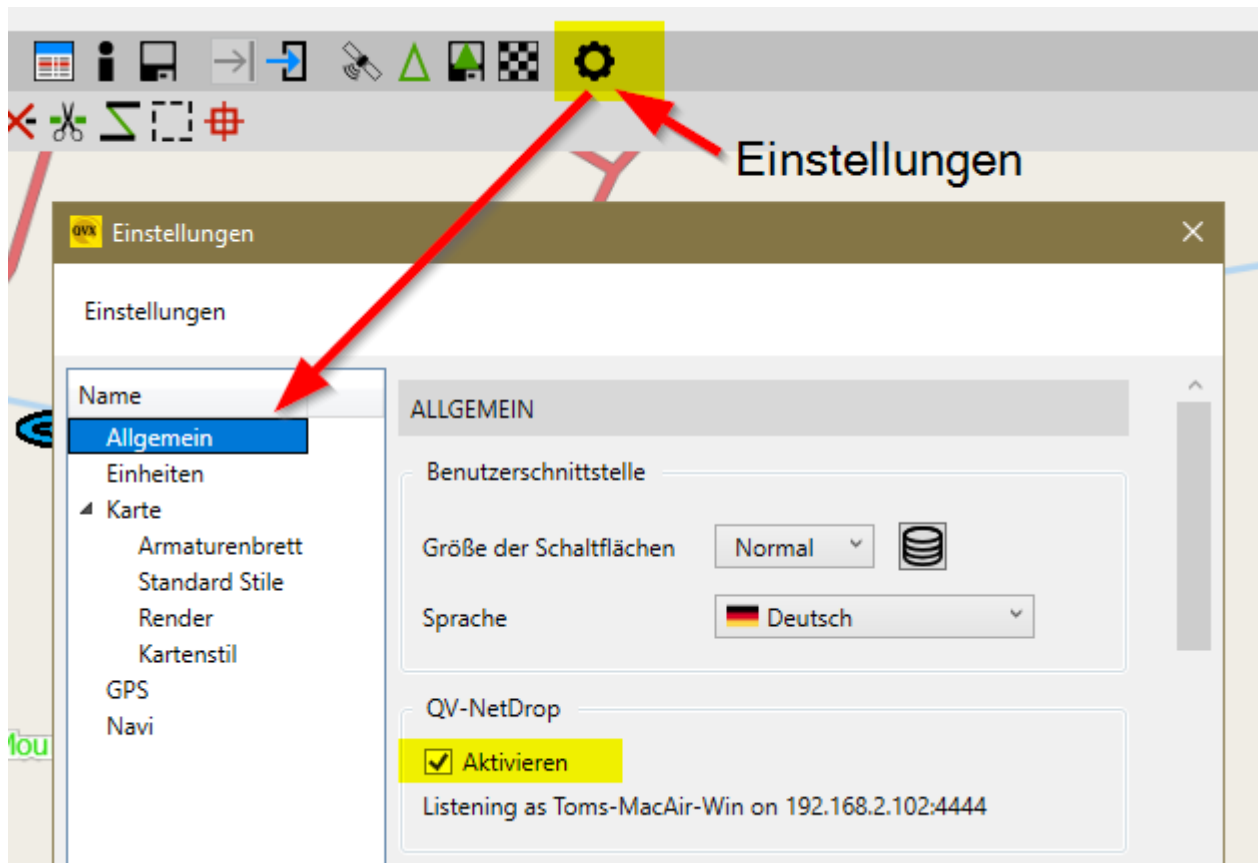 Einstellungen
QVX Einstellungen
Einstellungen
Name
Allgemein
Einheiten
Karte
Armaturenbrett
Standard Stile
Render
Kartenstil
GPS
Navi
ALLGEMEIN
Benutzerschnittstelle
Größe der Schaltflächen Normal
Sprache Deutsch
QV-NetDrop
Aktivieren
Listening as Toms-MacAir-Win on 192.168.2.102:4444